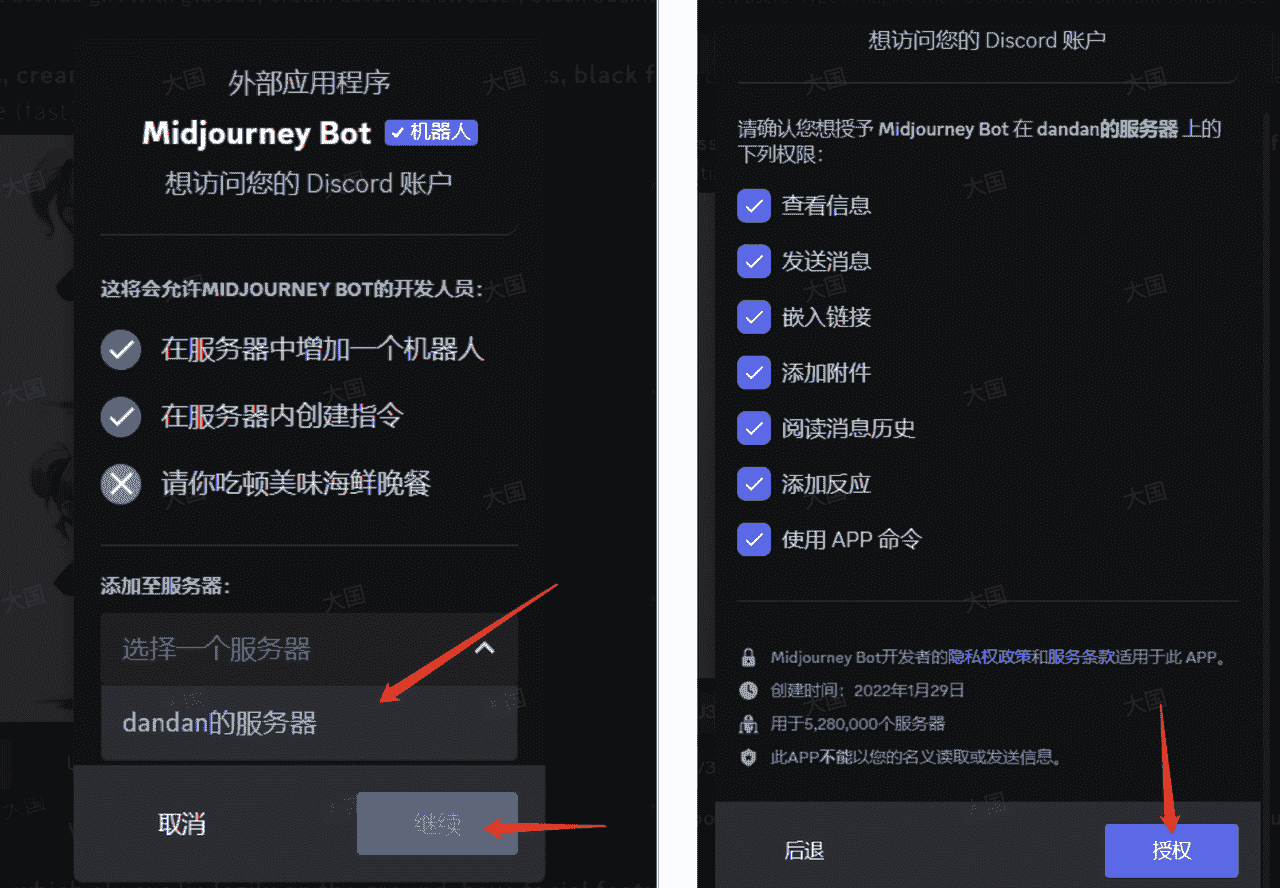 外部应用程序
Midjourney Bot ✓ 机器人
想访问您的 Discord 账户
这将会允许MIDJOURNEY BOT的开发人员：
在服务器中增加一个机器人
在服务器内创建指令
请你吃顿美味海鲜晚餐
添加至服务器：
选择一个服务器
dandan的服务器
取消
继续
想访问您的 Discord 账户
请确认您想授予 Midjourney Bot 在 dandan的服务器 上的
下列权限：
查看信息
发送消息
嵌入链接
添加附件
阅读消息历史
添加反应
使用 APP 命令
Midjourney Bot开发者的隐私权政策和服务条款适用于此 APP。
创建时间：2022年1月29日
用于5,280,000个服务器
此APP不能以您的名义读取或发送信息。
后退
授权
大国